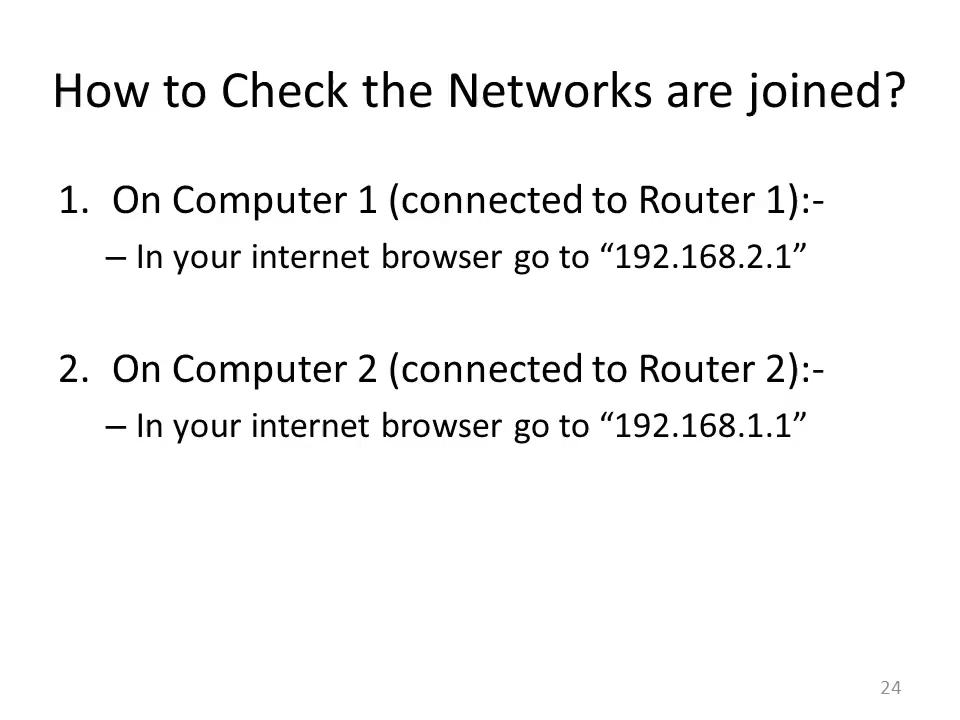 How to Check the Networks are joined?
1. On Computer 1 (connected to Router 1):-
– In your internet browser go to “192.168.2.1”
2. On Computer 2 (connected to Router 2):-
– In your internet browser go to “192.168.1.1”
24